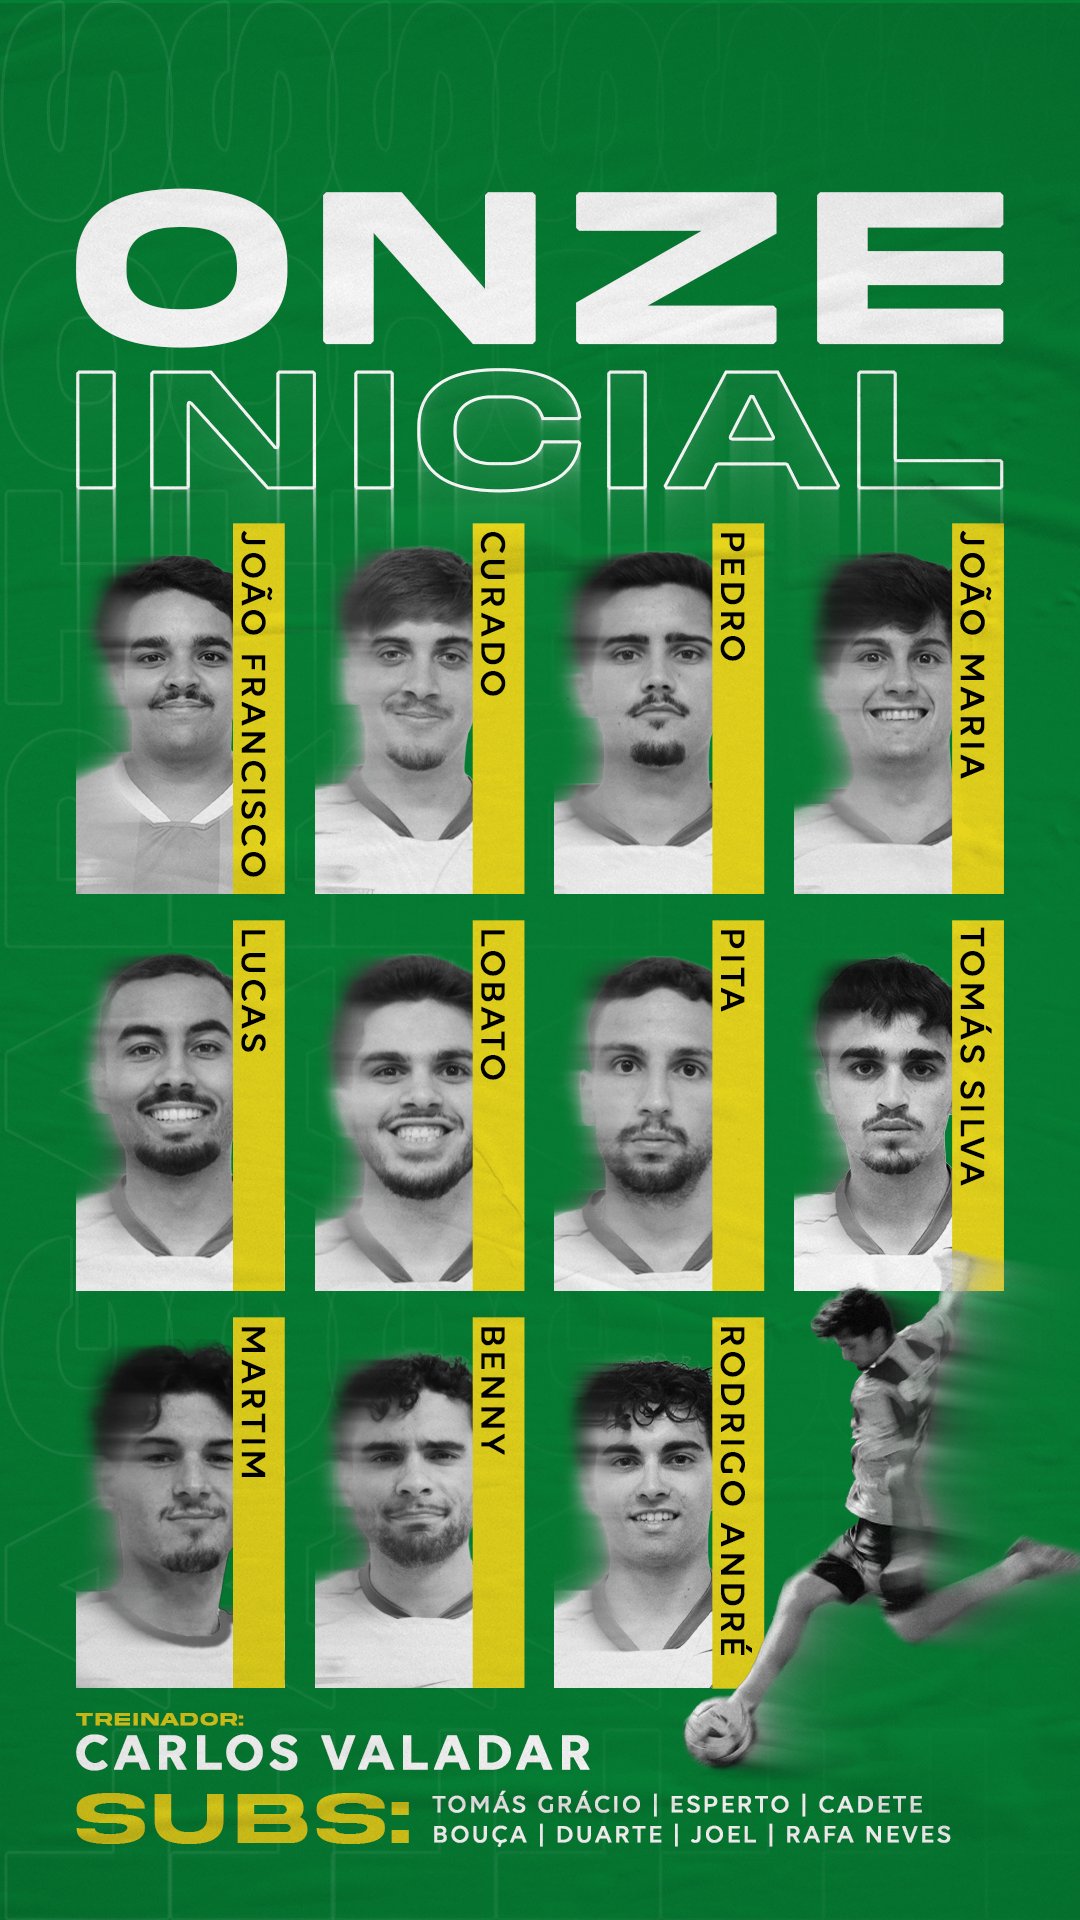 ONZE
INICIAL
JOÃO FRANCISCO
CURADO
PEDRO
JOÃO MARIA
LUCAS
LOBATO
PITA
TOMÁS SILVA
MARTIM
BENNY
RODRIGO ANDRÉ
TREINADOR:
CARLOS VALADAR
SUBS:
TOMÁS GRÁCIO | ESPERTO | CADETE
BOUÇA | DUARTE | JOEL | RAFA NEVES